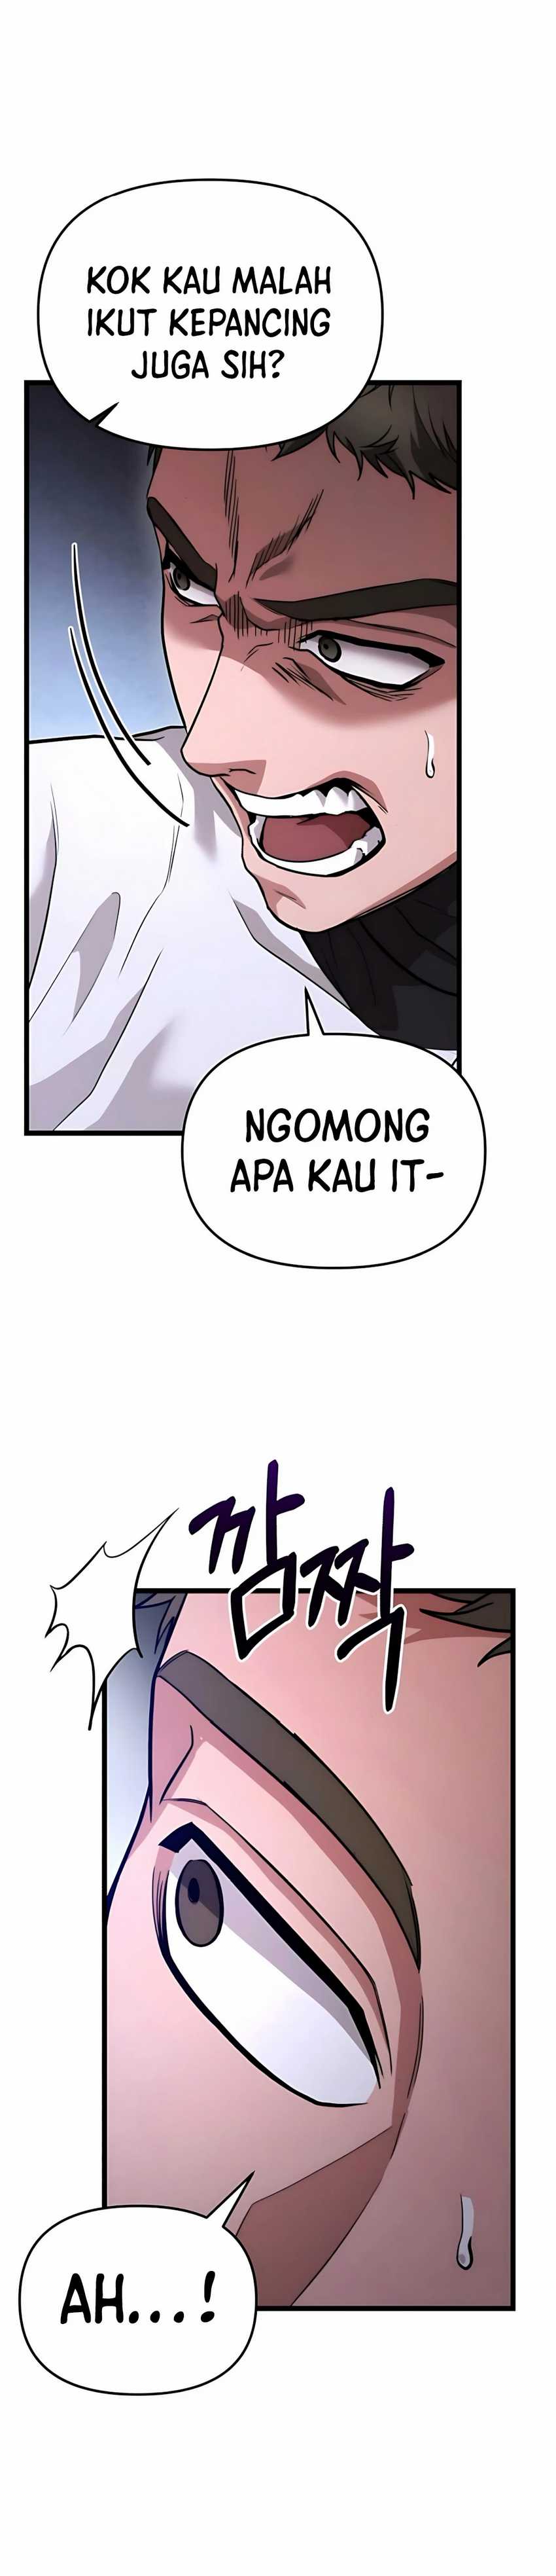 KOK KAU MALAH
IKUT KEPANCING
JUGA SIH?
NGOMONG
APA KAU IT-
깜짝
AH...!